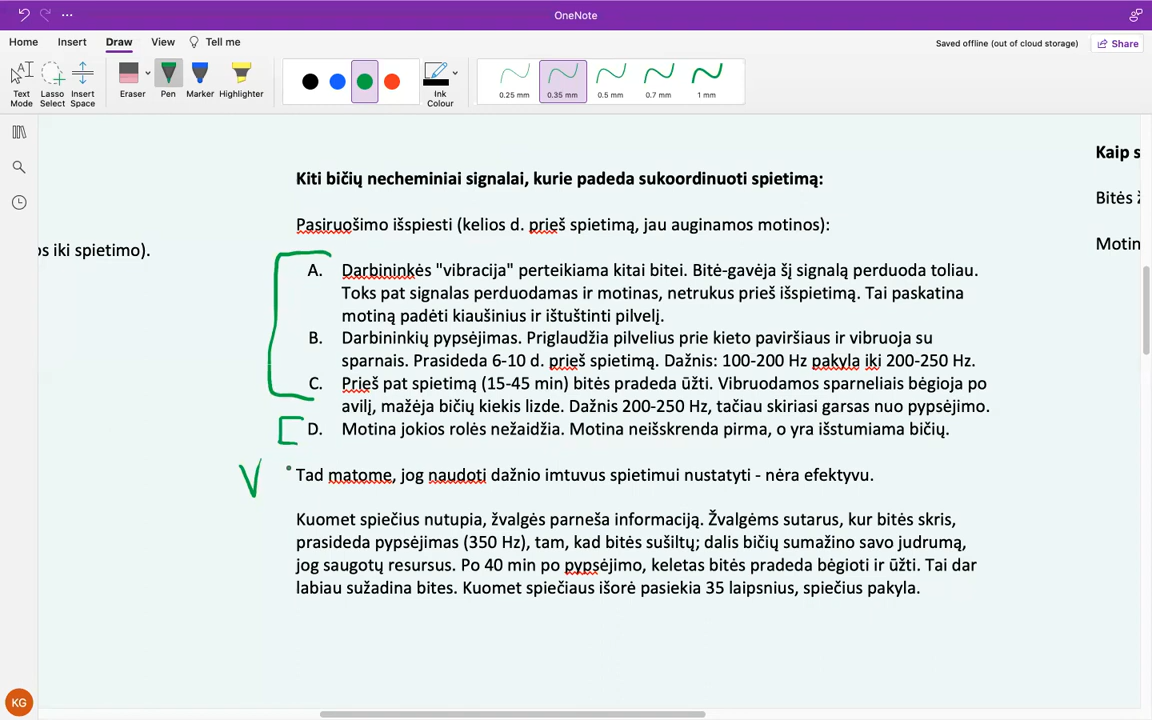 OneNote
Home Insert Draw View Tell me
Saved offline (out of cloud storage) Share
Text Mode
Lasso Select
Insert Space
Eraser
Pen
Marker
Highlighter
Ink Colour
0.25 mm
0.35 mm
0.5 mm
0.7 mm
1 mm
Kaip s
Kiti bičių necheminiai signalai, kurie padeda sukoordinuoti spietimą:
Bitės ž
Pasiruošimo išspiesti (kelios d. prieš spietimą, jau auginamos motinos):
Motin
os iki spietimo).
A. Darbininkės "vibracija" perteikiama kitai bitei. Bitė-gavėja šį signalą perduoda toliau.
Toks pat signalas perduodamas ir motinas, netrukus prieš išspietimą. Tai paskatina
motiną padėti kiaušinius ir ištuštinti pilvelį.
B. Darbininkių pypsėjimas. Priglaudžia pilvelius prie kieto paviršiaus ir vibruoja su
sparnais. Prasideda 6-10 d. prieš spietimą. Dažnis: 100-200 Hz pakyla iki 200-250 Hz.
C. Prieš pat spietimą (15-45 min) bitės pradeda ūžti. Vibruodamos sparneliais bėgioja po
avilį, mažėja bičių kiekis lizde. Dažnis 200-250 Hz, tačiau skiriasi garsas nuo pypsėjimo.
D. Motina jokios rolės nežaidžia. Motina neišskrenda pirma, o yra išstumiama bičių.
V
Tad matome, jog naudoti dažnio imtuvus spietimui nustatyti - nėra efektyvu.
Kuomet spiečius nutupia, žvalgės parneša informaciją. Žvalgėms sutarus, kur bitės skris,
prasideda pypsėjimas (350 Hz), tam, kad bitės sušiltų; dalis bičių sumažino savo judrumą,
jog saugotų resursus. Po 40 min po pypsėjimo, keletas bitės pradeda bėgioti ir ūžti. Tai dar
labiau sužadina bites. Kuomet spiečiaus išorė pasiekia 35 laipsnius, spiečius pakyla.
KG